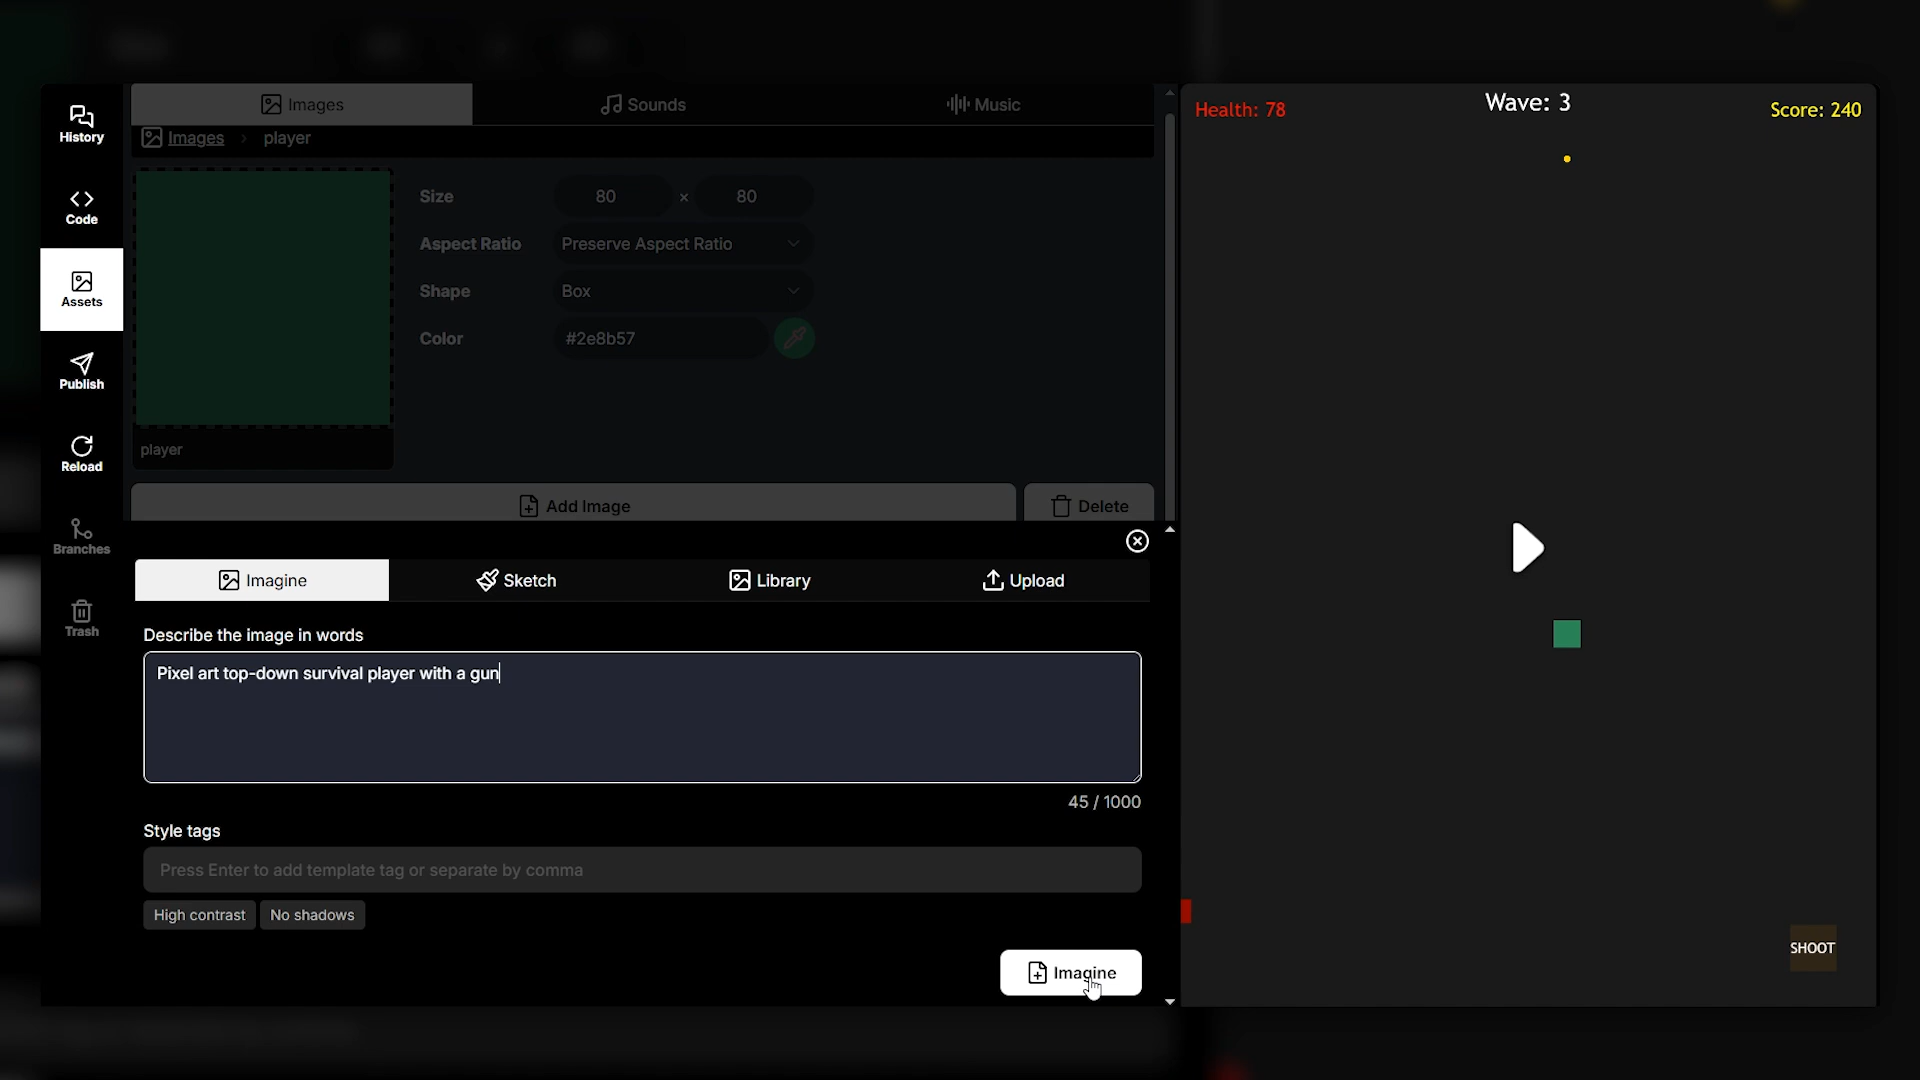 History
Code
Assets
Publish
Reload
Branches
Trash
Images
Sounds
Music
Images > player
Size 80 × 80
Aspect Ratio Preserve Aspect Ratio
Shape Box
Color #2e8b57
player
Add Image
Delete
Imagine
Sketch
Library
Upload
Describe the image in words
Pixel art top-down survival player with a gun
45 / 1000
Style tags
Press Enter to add template tag or separate by comma
High contrast
No shadows
Imagine
Health: 78
Wave: 3
Score: 240
SHOOT